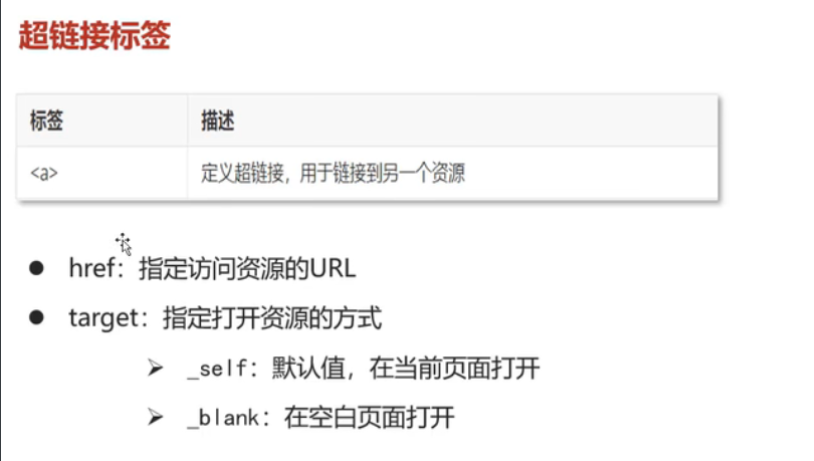 超链接标签
标签 描述
<a> 定义超链接，用于链接到另一个资源
href：指定访问资源的URL
target：指定打开资源的方式
_self：默认值，在当前页面打开
_blank：在空白页面打开